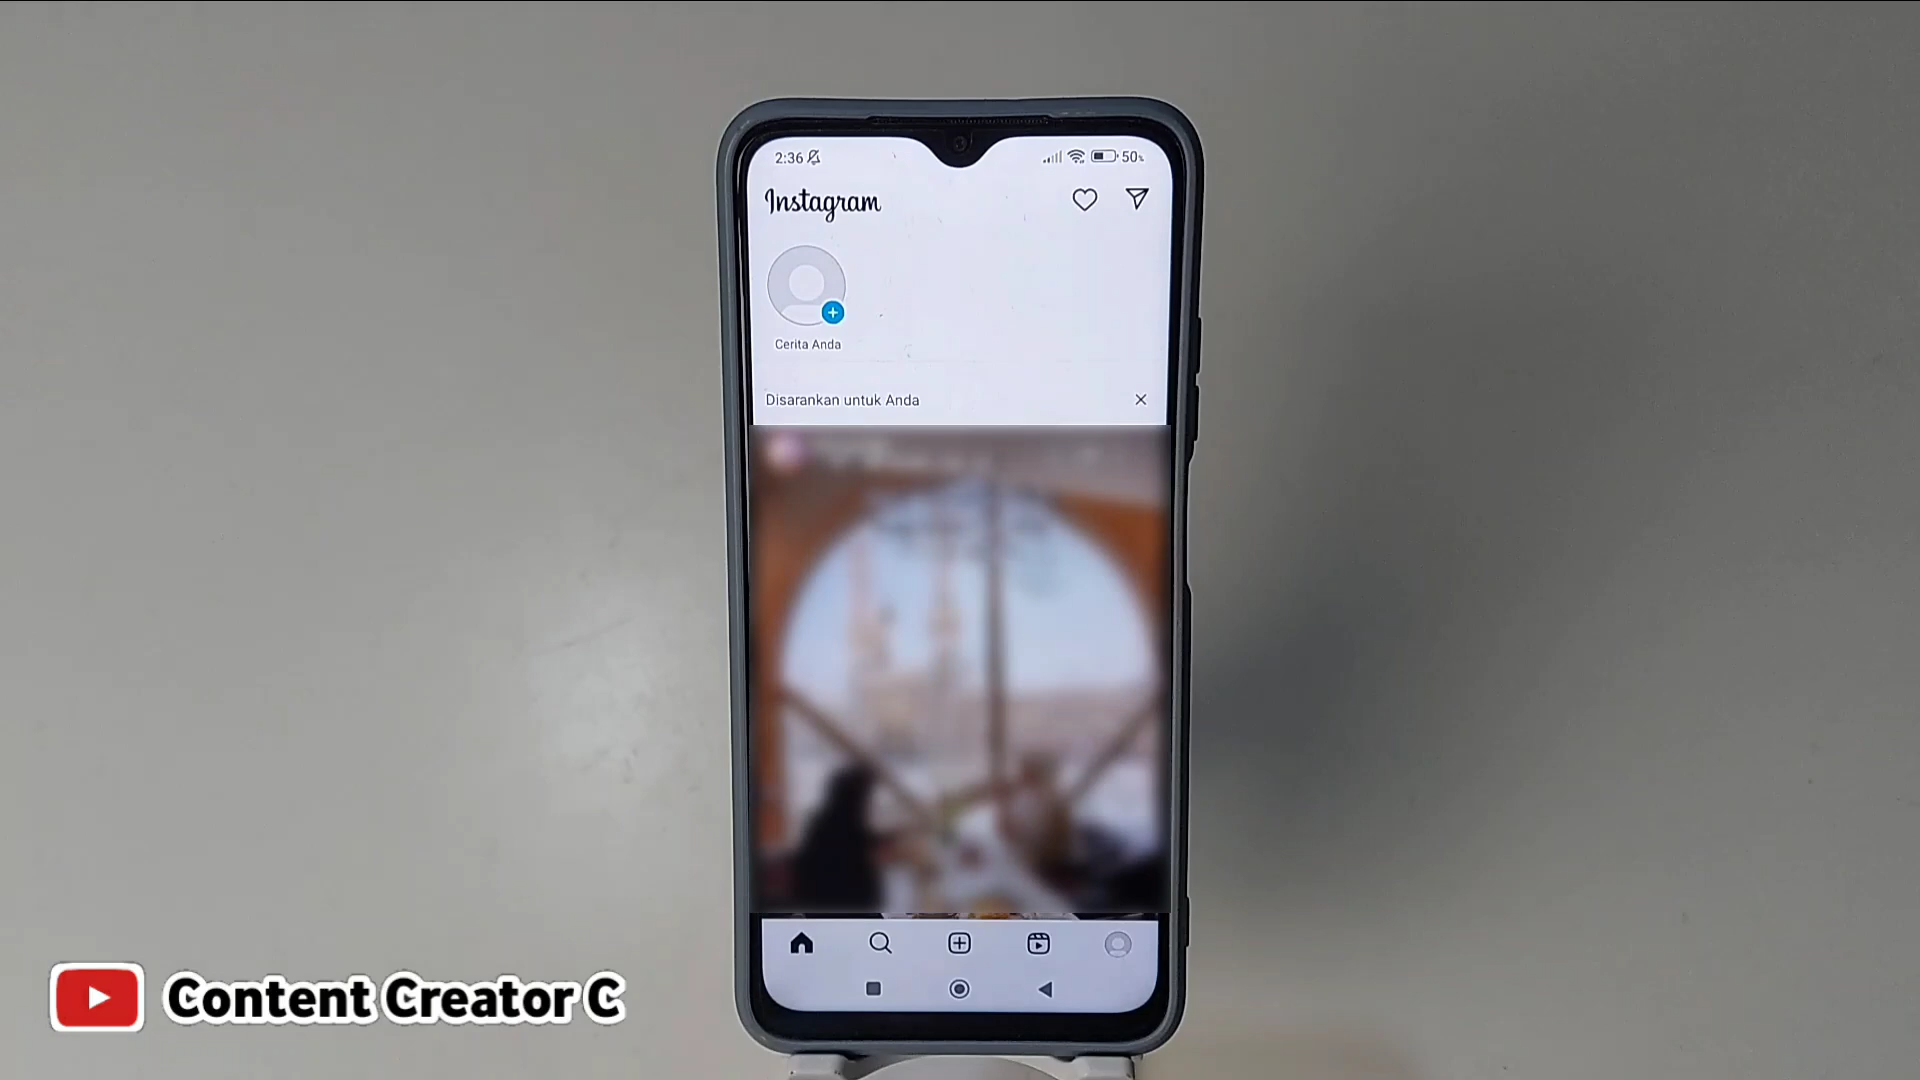 2:36
50%
Instagram
Cerita Anda
Disarankan untuk Anda
Content Creator C